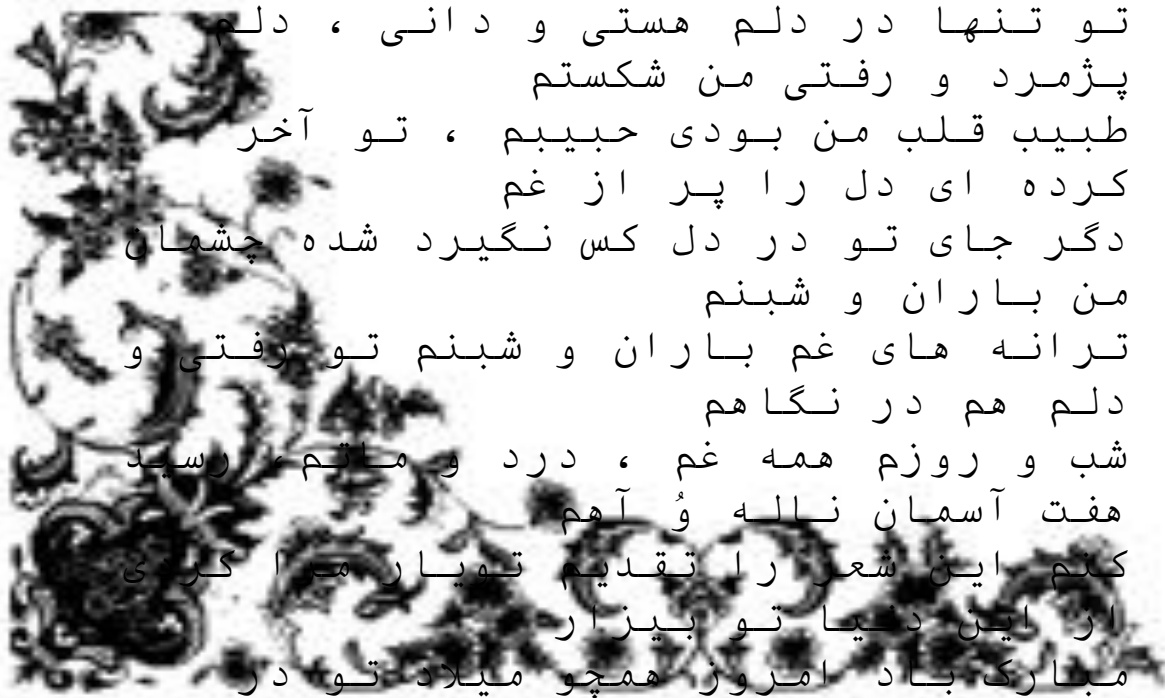 تو تنها در دلم هستی و دانی ، دلم
پژمرد و رفتی من شکستم
طبیب قلب من بودی حبیبم ، تو آخر
کرده ای دل را پر از غم
دگر جای تو در دل کس نگیرد شده چشمان
من باران و شبنم
ترانه های غم باران و شبنم تو رفتی و
دلم هم در نگاهم
شب و روزم همه غم ، درد و ماتم، رسید
هفت آسمان ناله وُ آهم
کنم این شعر را تقدیم تویار مرا کردی
از این دنیا تو بیزار
مبارک باد امروز همچو میلاد تو در